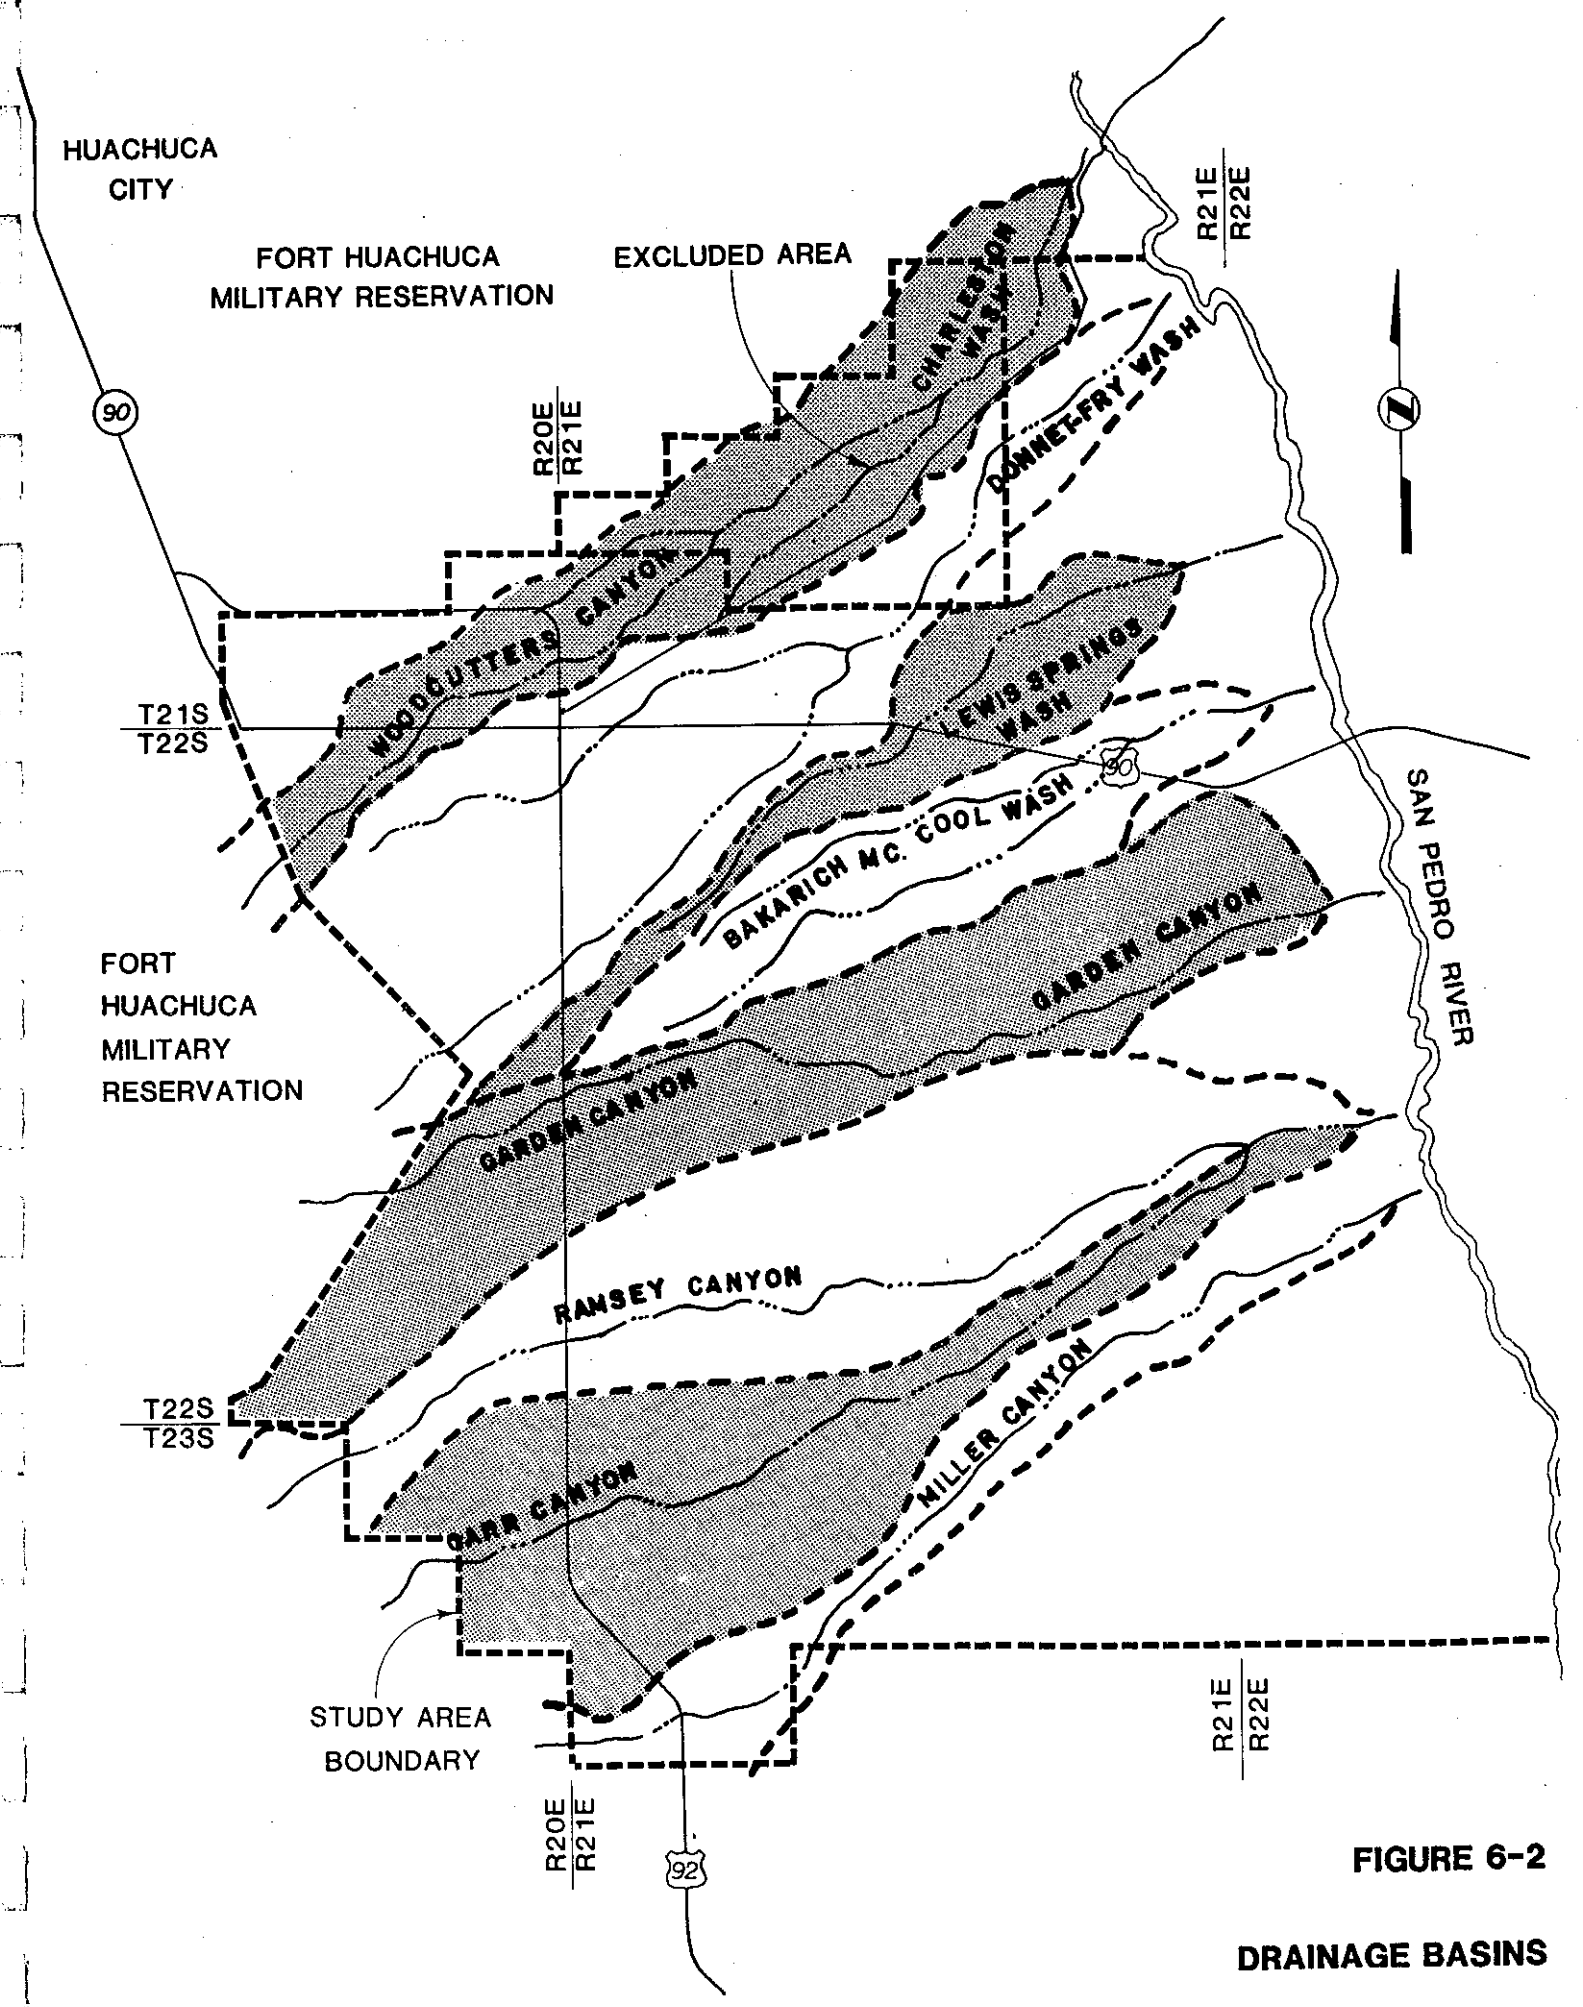 HUACHUCA
CITY
FORT HUACHUCA
MILITARY RESERVATION
EXCLUDED AREA
R21E
R22E
CHARLESTON
WASH
DONNET-FRY WASH
90
R20E
R21E
WOODCUTTERS CANYON
LEWIS SPRINGS
WASH
T21S
T22S
90
BAKARICH MC. COOL WASH
SAN PEDRO RIVER
GARDEN CANYON
FORT
HUACHUCA
MILITARY
RESERVATION
GARDEN CANYON
RAMSEY CANYON
T22S
T23S
MILLER CANYON
CARR CANYON
STUDY AREA
BOUNDARY
R21E
R22E
R20E
R21E
92
FIGURE 6-2
DRAINAGE BASINS